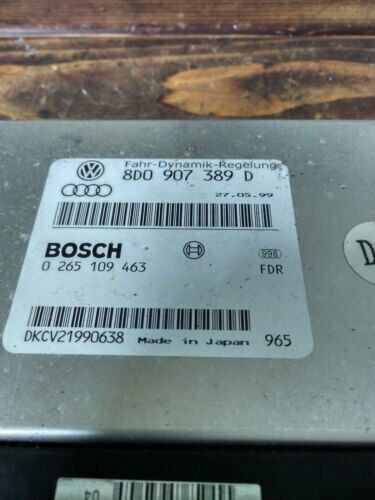 Fahr-Dynamik-Regelung
8D0 907 389 D
27.05.99
BOSCH
0 265 109 463
998
FDR
DKCV21990638 Made in Japan 965
D
04